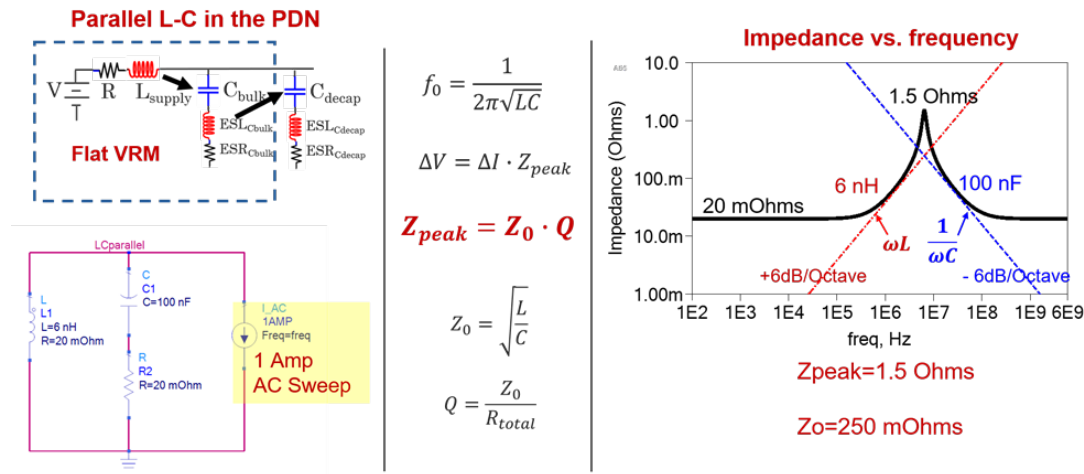 Parallel L-C in the PDN
V
R
L_supply
C_bulk
C_decap
ESL_Cbulk
ESL_Cdecap
ESR_Cbulk
ESR_Cdecap
Flat VRM
LCparallel
L
L1
L=6 nH
R=20 mOhm
C
C1
C=100 nF
R
R2
R=20 mOhm
I_AC
1AMP
Freq=freq
1 Amp
AC Sweep
f₀ = 1 / (2π√(LC))
ΔV = ΔI · Z_peak
Z_peak = Z₀ · Q
Z₀ = √(L/C)
Q = Z₀ / R_total
Impedance vs. frequency
ADS
Impedance (Ohms)
10.0
1.00
100.m
10.0m
1.00m
1.5 Ohms
6 nH
100 nF
20 mOhms
ωL
1/ωC
+6dB/Octave
- 6dB/Octave
1E2 1E3 1E4 1E5 1E6 1E7 1E8 1E9 6E9
freq, Hz
Zpeak=1.5 Ohms
Zo=250 mOhms